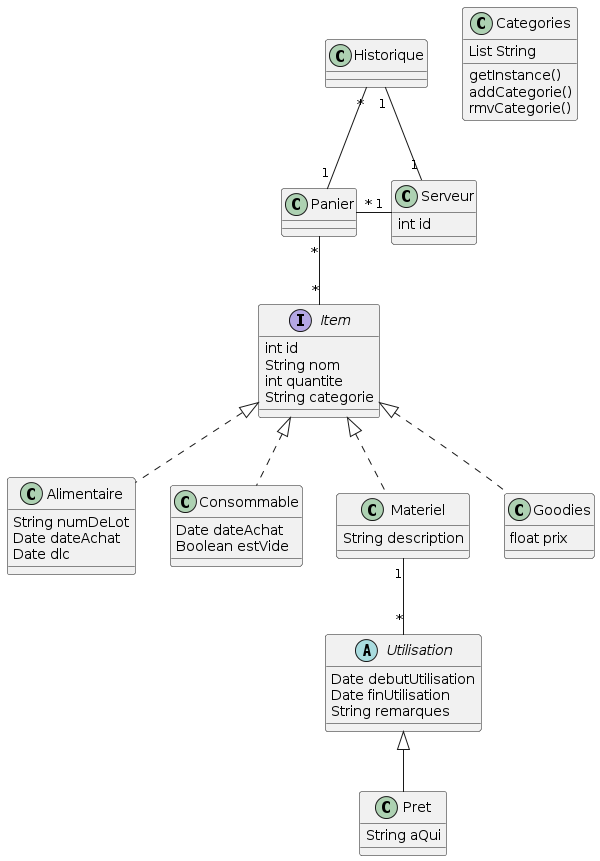 C Historique
C Categories
List String
getInstance()
addCategorie()
rmvCategorie()
* 1
1 1
C Panier
* 1
C Serveur
int id
*
*
I Item
int id
String nom
int quantite
String categorie
C Alimentaire
String numDeLot
Date dateAchat
Date dlc
C Consommable
Date dateAchat
Boolean estVide
C Materiel
String description
C Goodies
float prix
1
*
A Utilisation
Date debutUtilisation
Date finUtilisation
String remarques
C Pret
String aQui